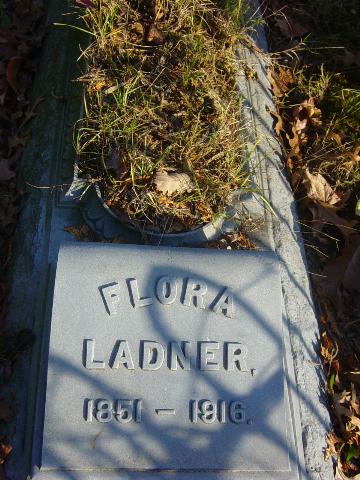 FLORA
LADNER,
1851 – 1916.